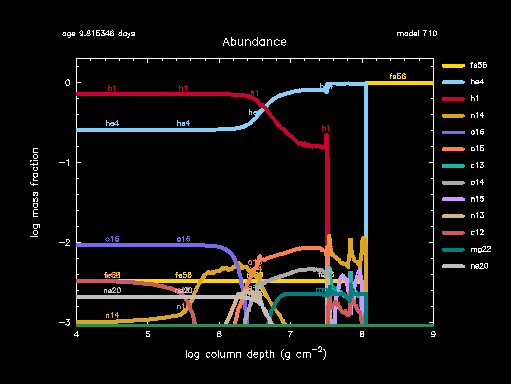 age 9.815346 days
model 710
Abundance
fe56
he4
h1
n14
o16
o15
c13
o14
n15
n13
c12
mg22
ne20
0
-1
-2
-3
4
5
6
7
8
9
log mass fraction
log column depth (g cm⁻²)
h1
h1
h1
h1
he4
he4
fe56
o16
o16
fe56
ne20
n14